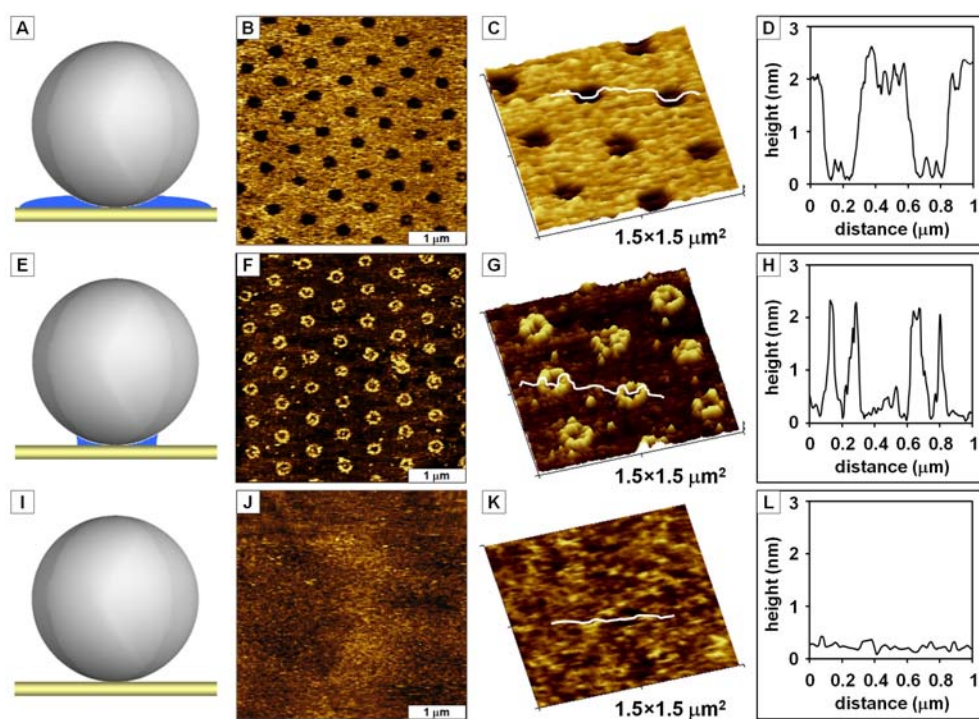 A
B
1 μm
C
1.5×1.5 μm²
D
height (nm)
3
2
1
0
0 0.2 0.4 0.6 0.8 1
distance (μm)
E
F
1 μm
G
1.5×1.5 μm²
H
height (nm)
3
2
1
0
0 0.2 0.4 0.6 0.8 1
distance (μm)
I
J
1 μm
K
1.5×1.5 μm²
L
height (nm)
3
2
1
0
0 0.2 0.4 0.6 0.8 1
distance (μm)